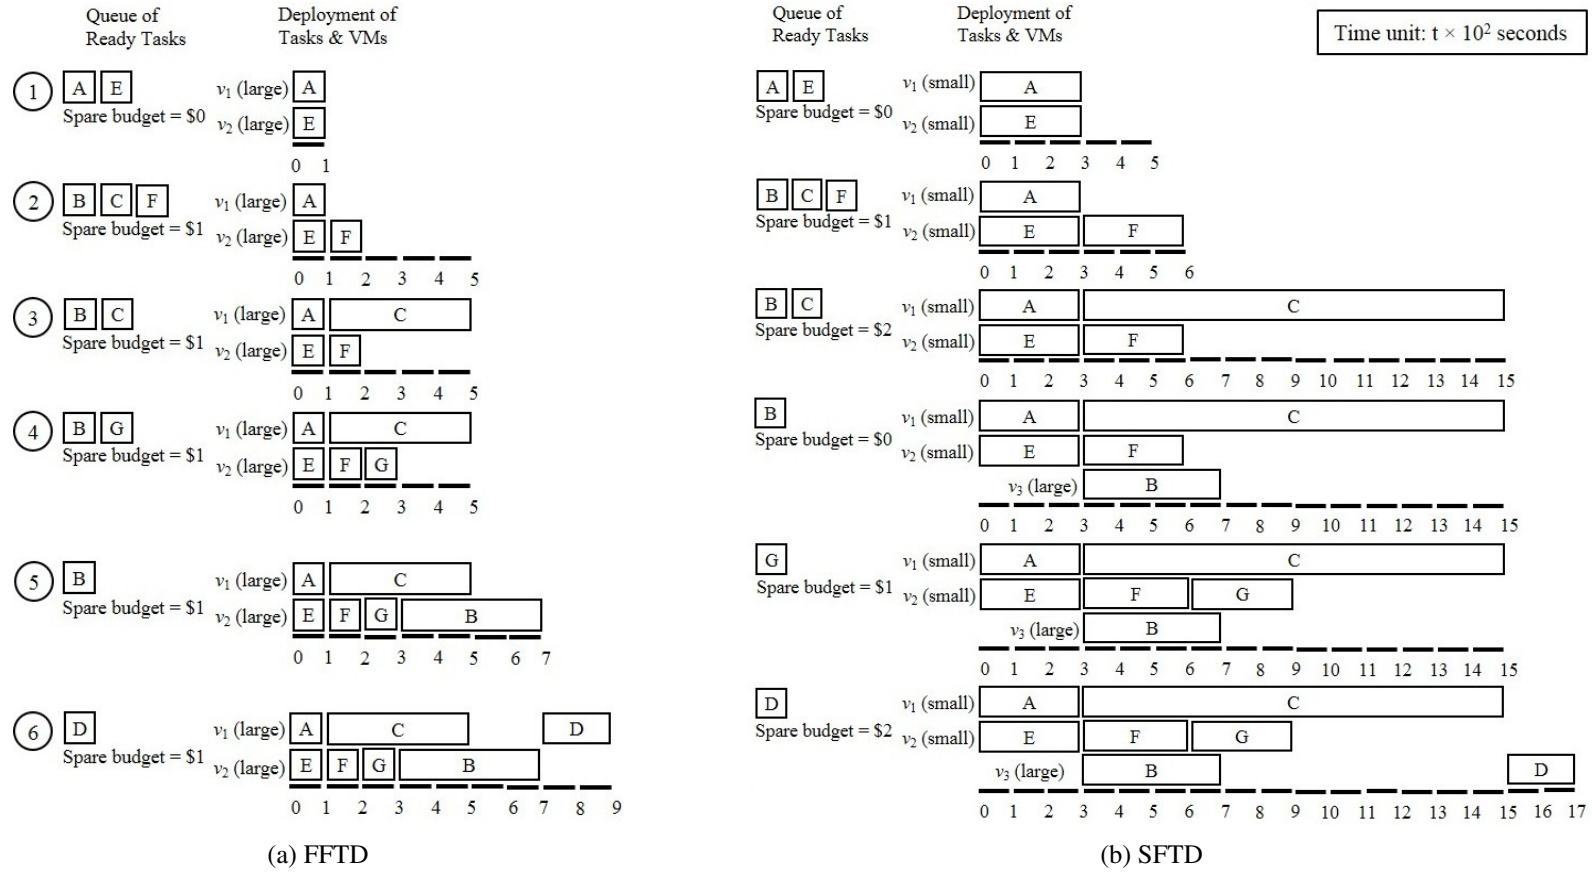 Queue of
Ready Tasks
Deployment of
Tasks & VMs
1
A E
Spare budget = $0
v1 (large) A
v2 (large) E
0 1
2
B C F
Spare budget = $1
v1 (large) A
v2 (large) E F
0 1 2 3 4 5
3
B C
Spare budget = $1
v1 (large) A C
v2 (large) E F
0 1 2 3 4 5
4
B G
Spare budget = $1
v1 (large) A C
v2 (large) E F G
0 1 2 3 4 5
5
B
Spare budget = $1
v1 (large) A C
v2 (large) E F G B
0 1 2 3 4 5 6 7
6
D
Spare budget = $1
v1 (large) A C D
v2 (large) E F G B
0 1 2 3 4 5 6 7 8 9
(a) FFTD
Queue of
Ready Tasks
Deployment of
Tasks & VMs
Time unit: t × 10² seconds
A E
Spare budget = $0
v1 (small) A
v2 (small) E
0 1 2 3 4 5
B C F
Spare budget = $1
v1 (small) A
v2 (small) E F
0 1 2 3 4 5 6
B C
Spare budget = $2
v1 (small) A C
v2 (small) E F
0 1 2 3 4 5 6 7 8 9 10 11 12 13 14 15
B
Spare budget = $0
v1 (small) A C
v2 (small) E F
v3 (large) B
0 1 2 3 4 5 6 7 8 9 10 11 12 13 14 15
G
Spare budget = $1
v1 (small) A C
v2 (small) E F G
v3 (large) B
0 1 2 3 4 5 6 7 8 9 10 11 12 13 14 15
D
Spare budget = $2
v1 (small) A C
v2 (small) E F G
v3 (large) B D
0 1 2 3 4 5 6 7 8 9 10 11 12 13 14 15 16 17
(b) SFTD